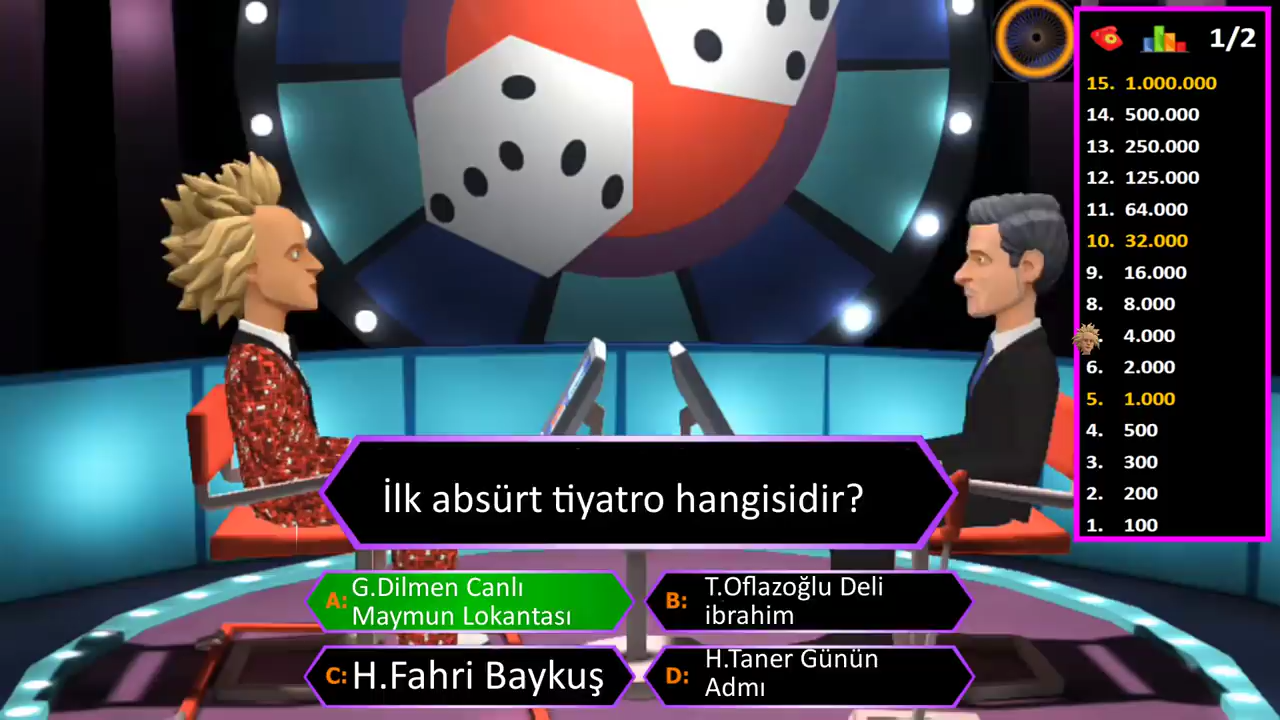 1/2
15. 1.000.000
14. 500.000
13. 250.000
12. 125.000
11. 64.000
10. 32.000
9. 16.000
8. 8.000
4.000
6. 2.000
5. 1.000
4. 500
3. 300
2. 200
1. 100
İlk absürt tiyatro hangisidir?
A: G.Dilmen Canlı
Maymun Lokantası
B: T.Oflazoğlu Deli
ibrahim
C: H.Fahri Baykuş
D: H.Taner Günün
Admı